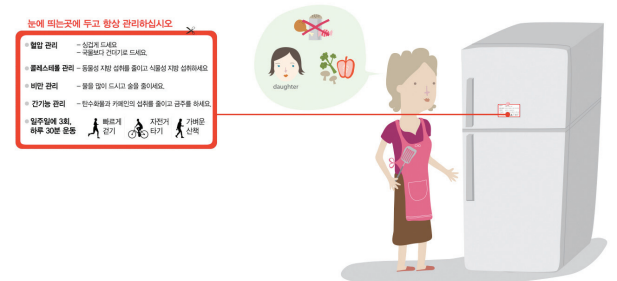 눈에 띄는곳에 두고 항상 관리하십시오
혈압 관리 – 싱겁게 드세요
– 국물보다 건더기로 드세요.
콜레스테롤 관리 – 동물성 지방 섭취를 줄이고 식물성 지방 섭취하세요
비만 관리 – 물을 많이 드시고 술을 줄이세요.
간기능 관리 – 탄수화물과 카페인의 섭취를 줄이고 금주를 하세요.
일주일에 3회, 빠르게 자전거 가벼운
하루 30분 운동 걷기 타기 산책
daughter